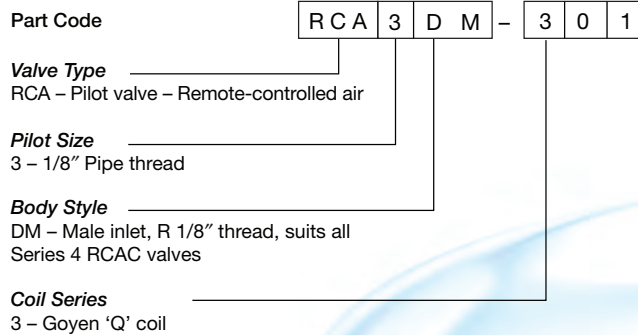 Part Code RCA 3 D M – 3 0 1
Valve Type
RCA – Pilot valve – Remote-controlled air
Pilot Size
3 – 1/8″ Pipe thread
Body Style
DM – Male inlet, R 1/8″ thread, suits all
Series 4 RCAC valves
Coil Series
3 – Goyen ‘Q’ coil